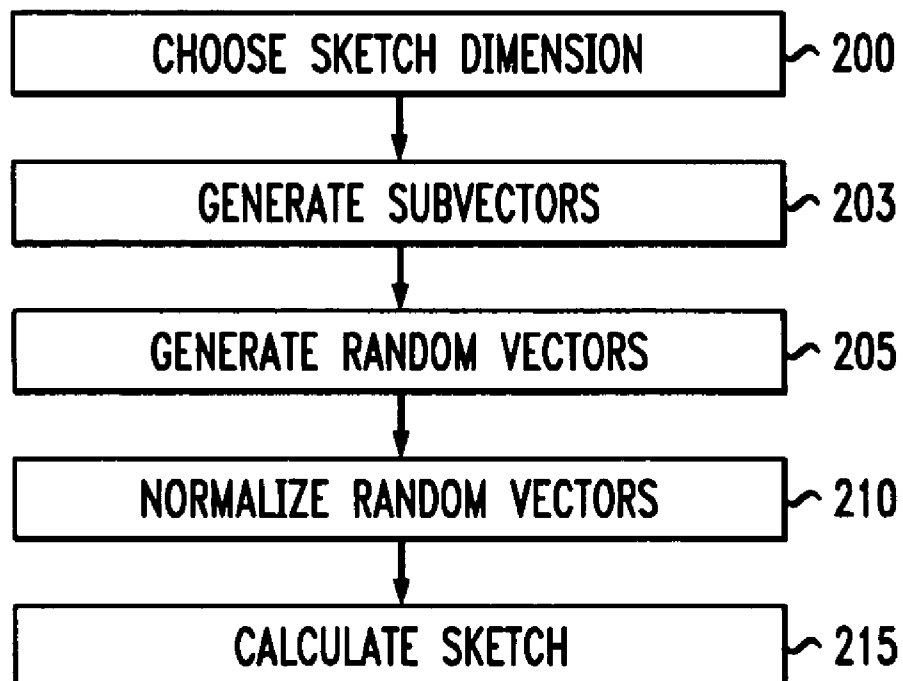 CHOOSE SKETCH DIMENSION 200
GENERATE SUBVECTORS 203
GENERATE RANDOM VECTORS 205
NORMALIZE RANDOM VECTORS 210
CALCULATE SKETCH 215